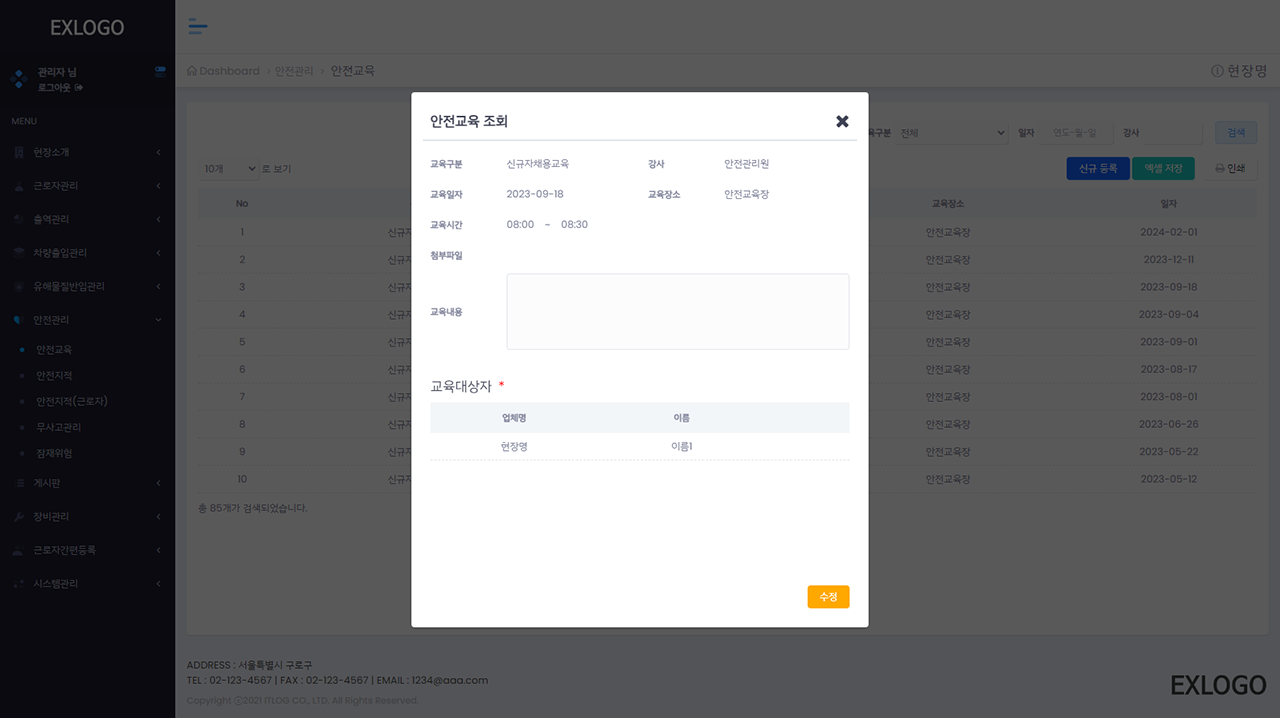 EXLOGO
관리자 님
로그아웃
MENU
현장소개
근로자관리
출역관리
차량출입관리
유해물질반입관리
안전관리
안전교육
안전지적
안전지적(근로자)
무사고관리
잠재위험
게시판
장비관리
근로자간편등록
시스템관리
Dashboard > 안전관리 > 안전교육
현장명
육구분 전체 일자 연도-월-일 강사 검색
10개 로 보기 신규 등록 엑셀 저장 인쇄
No 교육장소 일자
1 신규자 안전교육장 2024-02-01
2 신규자 안전교육장 2023-12-11
3 신규자 안전교육장 2023-09-18
4 신규자 안전교육장 2023-09-04
5 신규자 안전교육장 2023-09-01
6 신규자 안전교육장 2023-08-17
7 신규자 안전교육장 2023-08-01
8 신규자 안전교육장 2023-06-26
9 신규자 안전교육장 2023-05-22
10 신규자 안전교육장 2023-05-12
총 85개가 검색되었습니다.
안전교육 조회
교육구분 신규자채용교육 강사 안전관리원
교육일자 2023-09-18 교육장소 안전교육장
교육시간 08:00 ~ 08:30
첨부파일
교육내용
교육대상자 *
업체명 이름
현장명 이름1
수정
ADDRESS : 서울특별시 구로구
TEL : 02-123-4567 | FAX : 02-123-4567 | EMAIL : 1234@aaa.com
Copyright ⓒ2021 ITLOG CO., LTD. All Rights Reserved.
EXLOGO